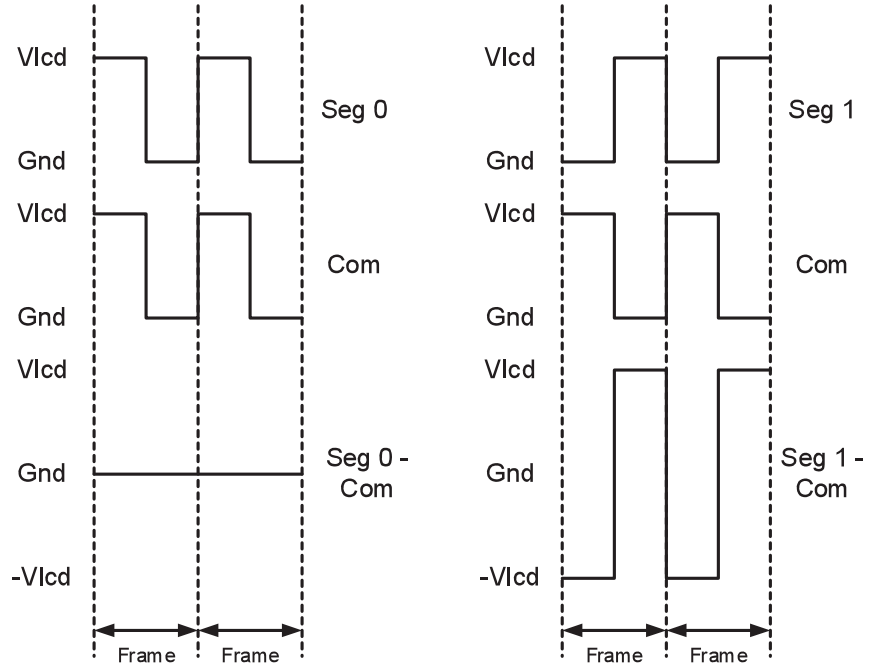 Vlcd
Seg 0
Gnd
Vlcd
Com
Gnd
Vlcd
Gnd
Seg 0 -
Com
-Vlcd
Frame
Frame
Vlcd
Seg 1
Gnd
Vlcd
Com
Gnd
Vlcd
Gnd
Seg 1 -
Com
-Vlcd
Frame
Frame